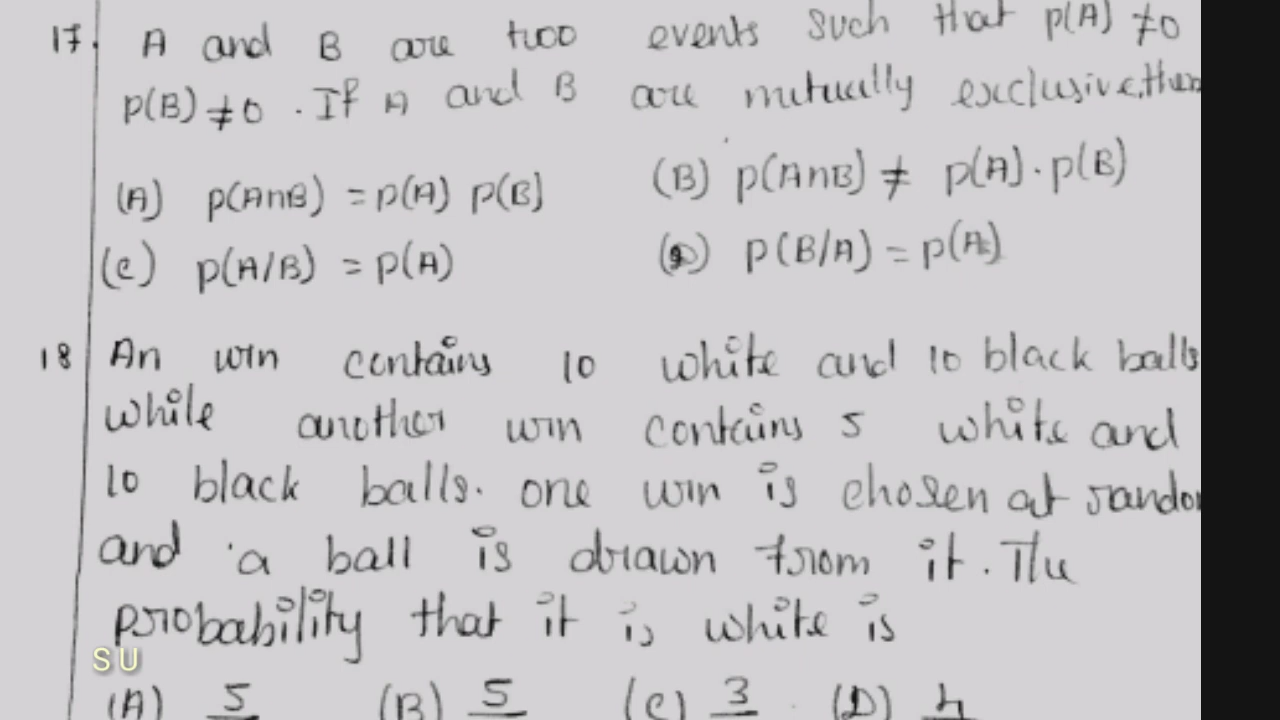 17. A and B are two events such that p(A) ≠0
p(B) ≠0 . If A and B are mutually exclusive, then
(A) p(A∩B) = p(A) p(B) (B) p(A∩B) ≠ p(A) . p(B)
(C) p(A/B) = p(A) (D) p(B/A) = p(A)
18 An urn contains 10 white and 10 black balls
while another urn contains 5 white and
10 black balls. one urn is chosen at random
and a ball is drawn from it. The
probability that it is white is
SU
(A) 5 (B) 5 (C) 3 (D) 4